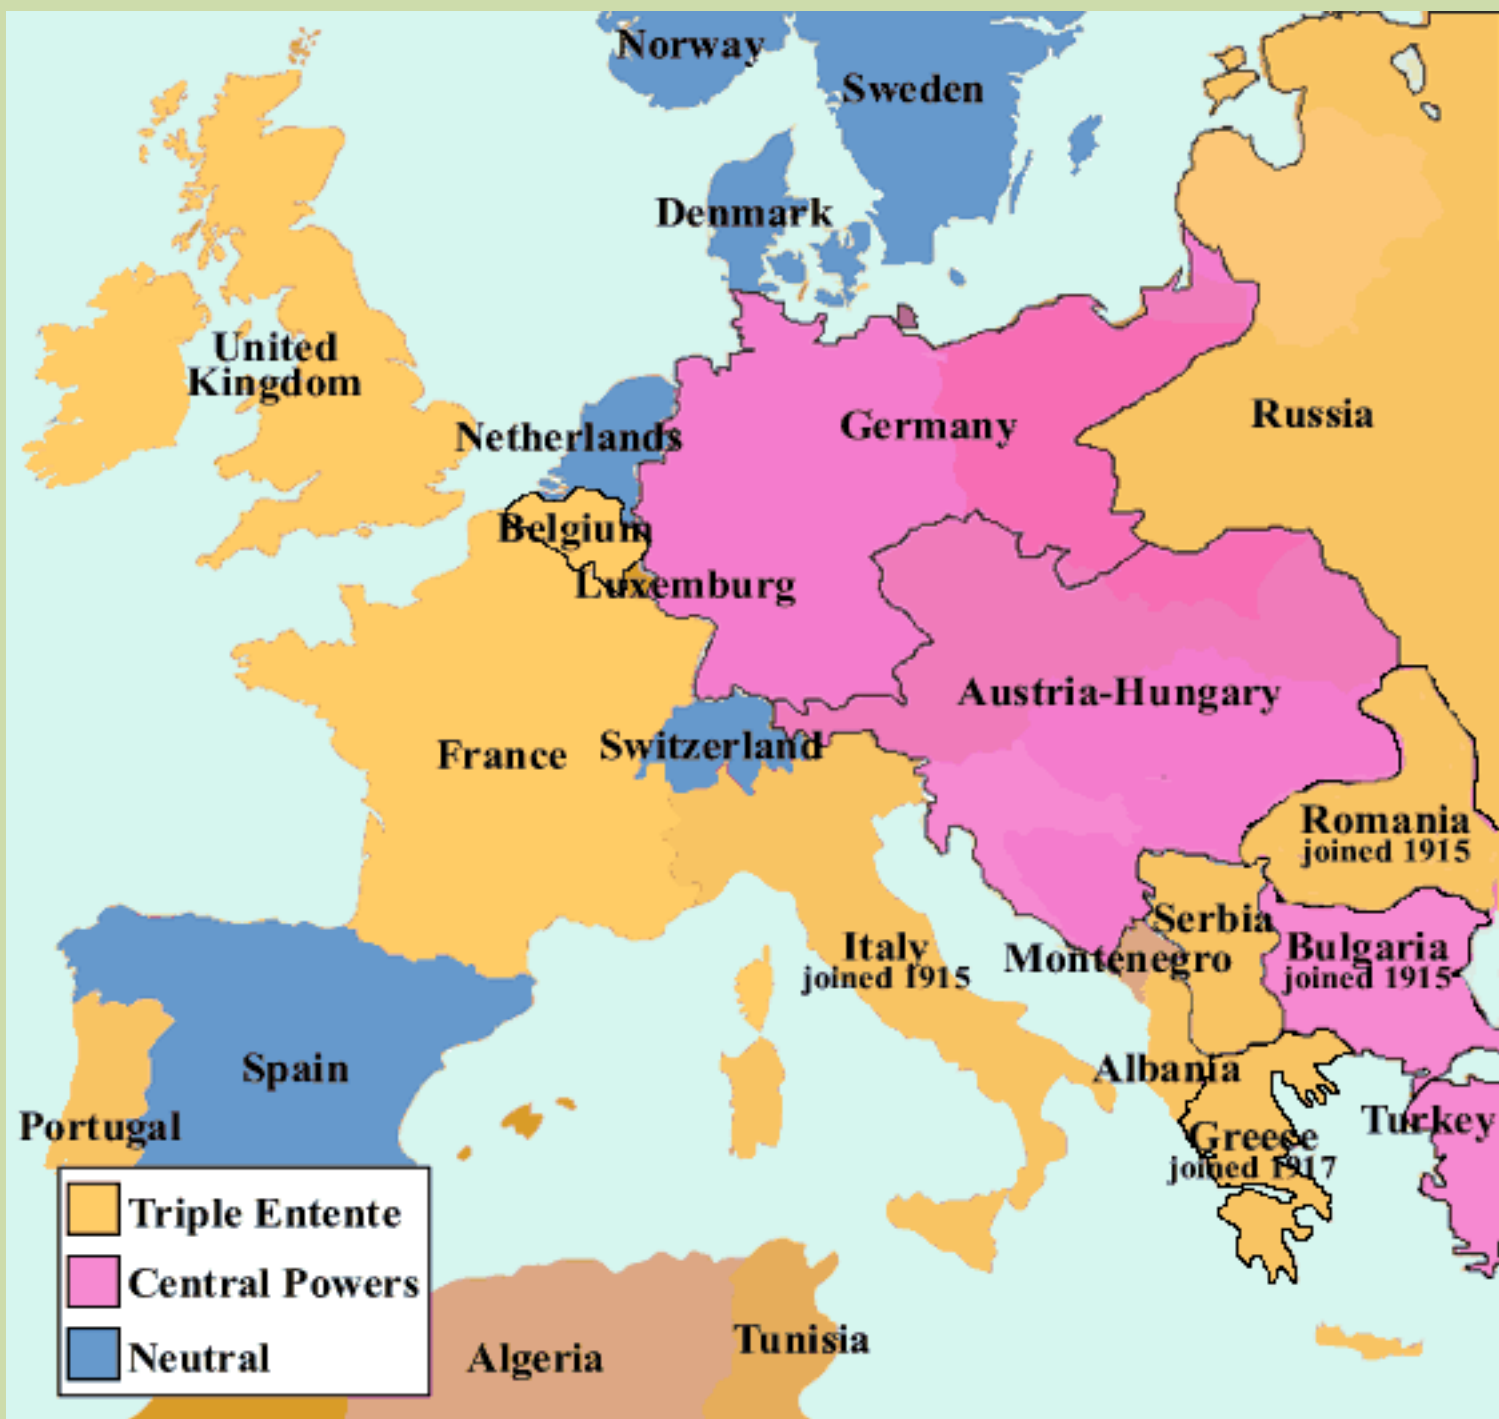 Norway
Sweden
Denmark
United
Kingdom
Netherlands
Germany
Russia
Belgium
Luxemburg
Austria-Hungary
France
Switzerland
Romania
joined 1915
Serbia
Italy
joined 1915
Montenegro
Bulgaria
joined 1915
Spain
Albania
Portugal
Turkey
Greece
joined 1917
Triple Entente
Central Powers
Neutral
Algeria
Tunisia